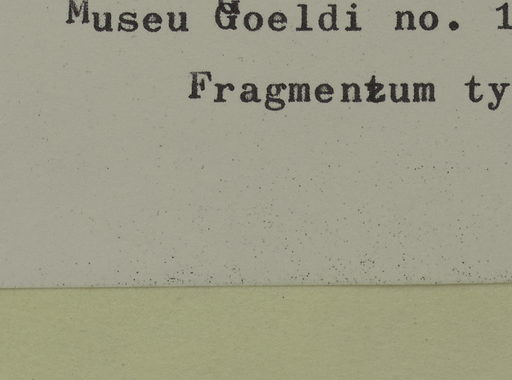 Museu Goeldi no. 1
Fragmentum ty